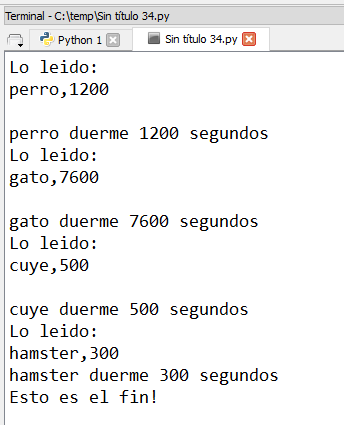 Terminal - C:\temp\Sin título 34.py
Python 1
Sin título 34.py
Lo leido:
perro,1200
perro duerme 1200 segundos
Lo leido:
gato,7600
gato duerme 7600 segundos
Lo leido:
cuye,500
cuye duerme 500 segundos
Lo leido:
hamster,300
hamster duerme 300 segundos
Esto es el fin!